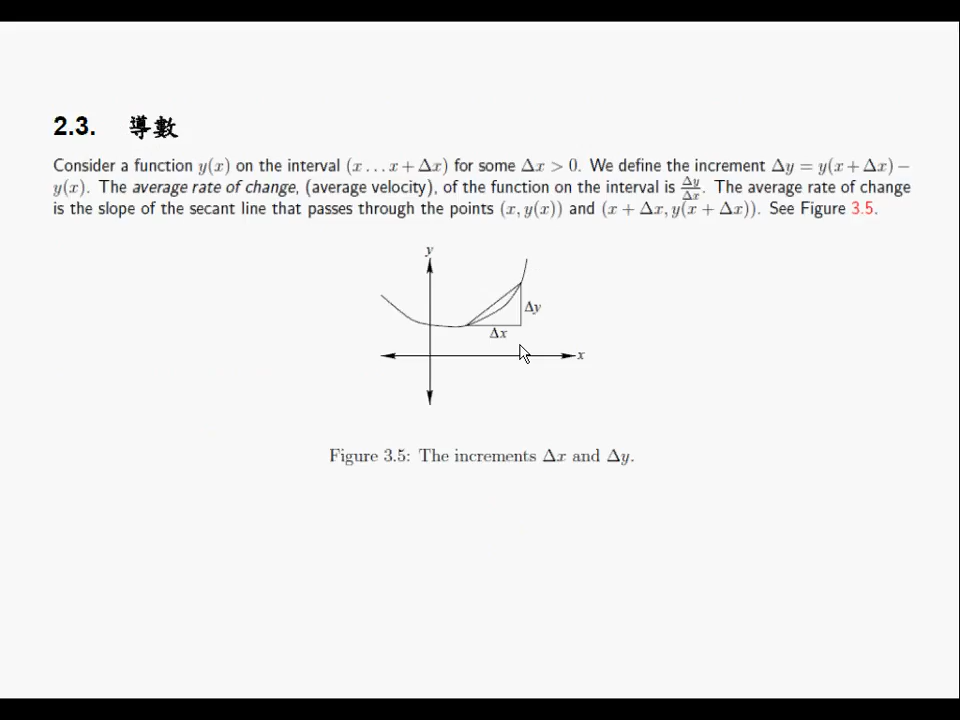 2.3. 導數
Consider a function y(x) on the interval (x . . . x + Δx) for some Δx > 0. We define the increment Δy = y(x + Δx) −
y(x). The average rate of change, (average velocity), of the function on the interval is Δy/Δx. The average rate of change
is the slope of the secant line that passes through the points (x, y(x)) and (x + Δx, y(x + Δx)). See Figure 3.5.
y
Δy
Δx
x
Figure 3.5: The increments Δx and Δy.